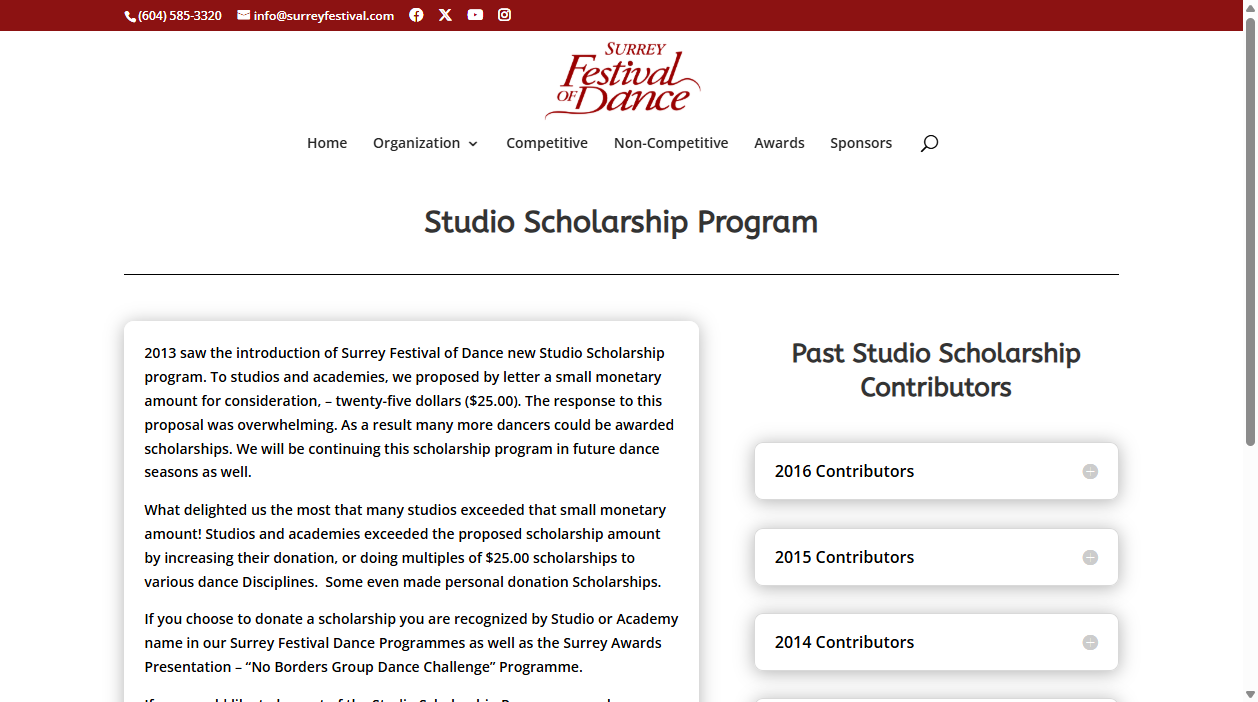 (604) 585-3320 info@surreyfestival.com
SURREY
Festival
OF Dance
Home Organization Competitive Non-Competitive Awards Sponsors
Studio Scholarship Program
2013 saw the introduction of Surrey Festival of Dance new Studio Scholarship
program. To studios and academies, we proposed by letter a small monetary
amount for consideration, – twenty-five dollars ($25.00). The response to this
proposal was overwhelming. As a result many more dancers could be awarded
scholarships. We will be continuing this scholarship program in future dance
seasons as well.
What delighted us the most that many studios exceeded that small monetary
amount! Studios and academies exceeded the proposed scholarship amount
by increasing their donation, or doing multiples of $25.00 scholarships to
various dance Disciplines.  Some even made personal donation Scholarships.
If you choose to donate a scholarship you are recognized by Studio or Academy
name in our Surrey Festival Dance Programmes as well as the Surrey Awards
Presentation – “No Borders Group Dance Challenge” Programme.
Past Studio Scholarship
Contributors
2016 Contributors
2015 Contributors
2014 Contributors